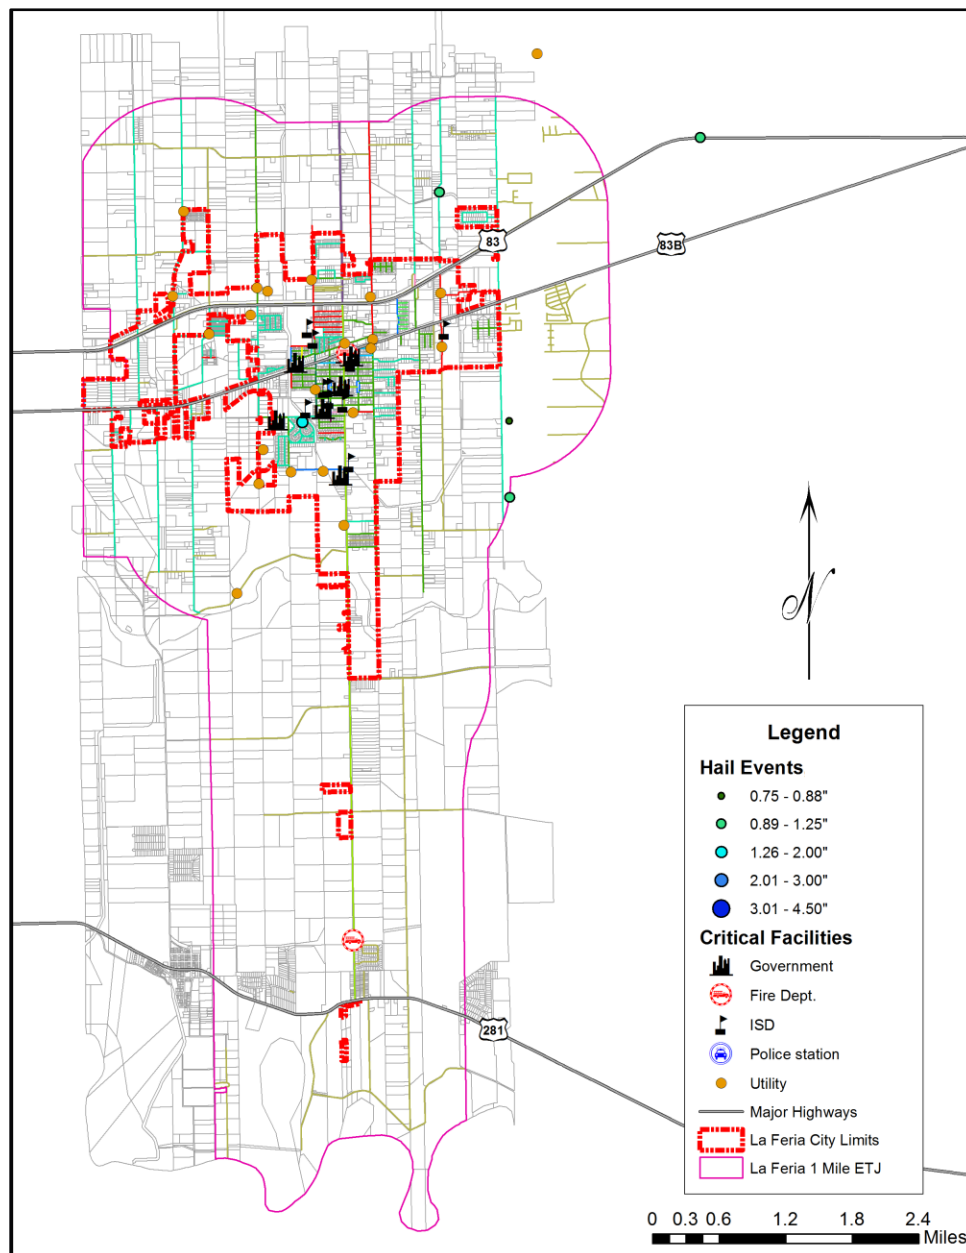 83
83B
N
Legend
Hail Events
0.75 - 0.88"
0.89 - 1.25"
1.26 - 2.00"
2.01 - 3.00"
3.01 - 4.50"
Critical Facilities
Government
Fire Dept.
ISD
Police station
Utility
Major Highways
La Feria City Limits
La Feria 1 Mile ETJ
281
0 0.3 0.6 1.2 1.8 2.4
Miles